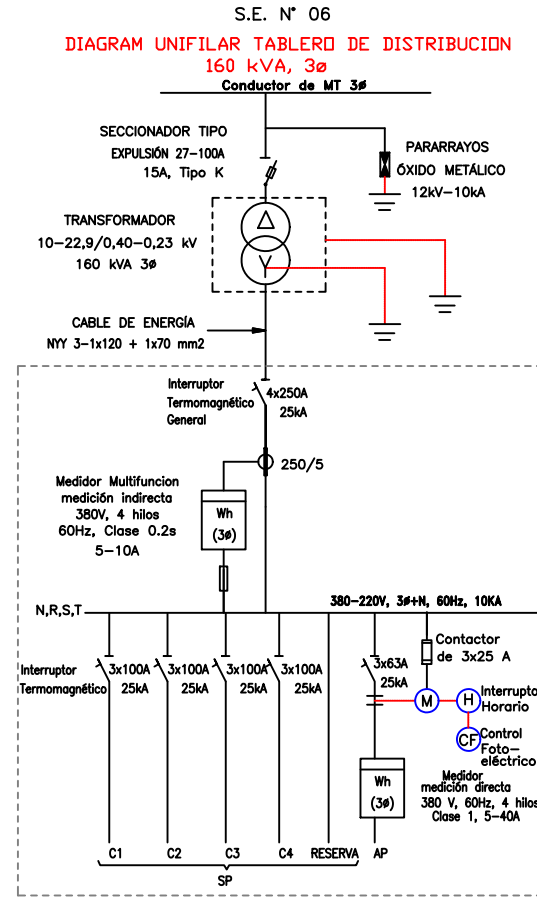 S.E. N° 06
DIAGRAM UNIFILAR TABLERO DE DISTRIBUCION
160 kVA, 3ø
Conductor de MT 3ø
SECCIONADOR TIPO
EXPULSIÓN 27-100A
15A, Tipo K
PARARRAYOS
ÓXIDO METÁLICO
12kV-10kA
TRANSFORMADOR
10-22,9/0,40-0,23 kV
160 kVA 3ø
CABLE DE ENERGÍA
NYY 3-1x120 + 1x70 mm2
Interruptor
Termomagnético
General
4x250A
25kA
250/5
Medidor Multifuncion
medición indirecta
380V, 4 hilos
60Hz, Clase 0.2s
5-10A
Wh
(3ø)
N,R,S,T
380-220V, 3ø+N, 60Hz, 10KA
Interruptor
Termomagnético
3x100A
25kA
3x100A
25kA
3x100A
25kA
3x100A
25kA
3x63A
25kA
Contactor
de 3x25 A
M
H
Interruptor
Horario
CF
Control
Foto-
eléctrico
Wh
(3ø)
Medidor
medición directa
380 V, 60Hz, 4 hilos
Clase 1, 5-40A
C1
C2
C3
C4
RESERVA
AP
SP